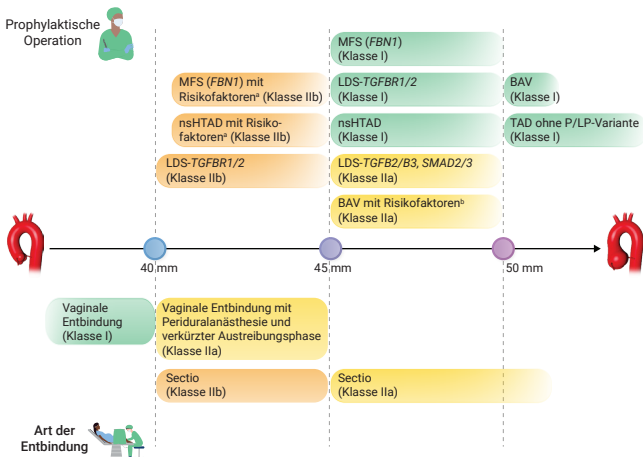 Prophylaktische
Operation
MFS (FBN1)
(Klasse I)
MFS (FBN1) mit
Risikofaktorenᵃ (Klasse IIb)
LDS-TGFBR1/2
(Klasse I)
BAV
(Klasse I)
nsHTAD mit Risiko-
faktorenᵃ (Klasse IIb)
nsHTAD
(Klasse I)
TAD ohne P/LP-Variante
(Klasse I)
LDS-TGFBR1/2
(Klasse IIb)
LDS-TGFB2/B3, SMAD2/3
(Klasse IIa)
BAV mit Risikofaktorenᵇ
(Klasse IIa)
40 mm
45 mm
50 mm
Vaginale
Entbindung
(Klasse I)
Vaginale Entbindung mit
Periduralanästhesie und
verkürzter Austreibungsphase
(Klasse IIa)
Sectio
(Klasse IIb)
Sectio
(Klasse IIa)
Art der
Entbindung